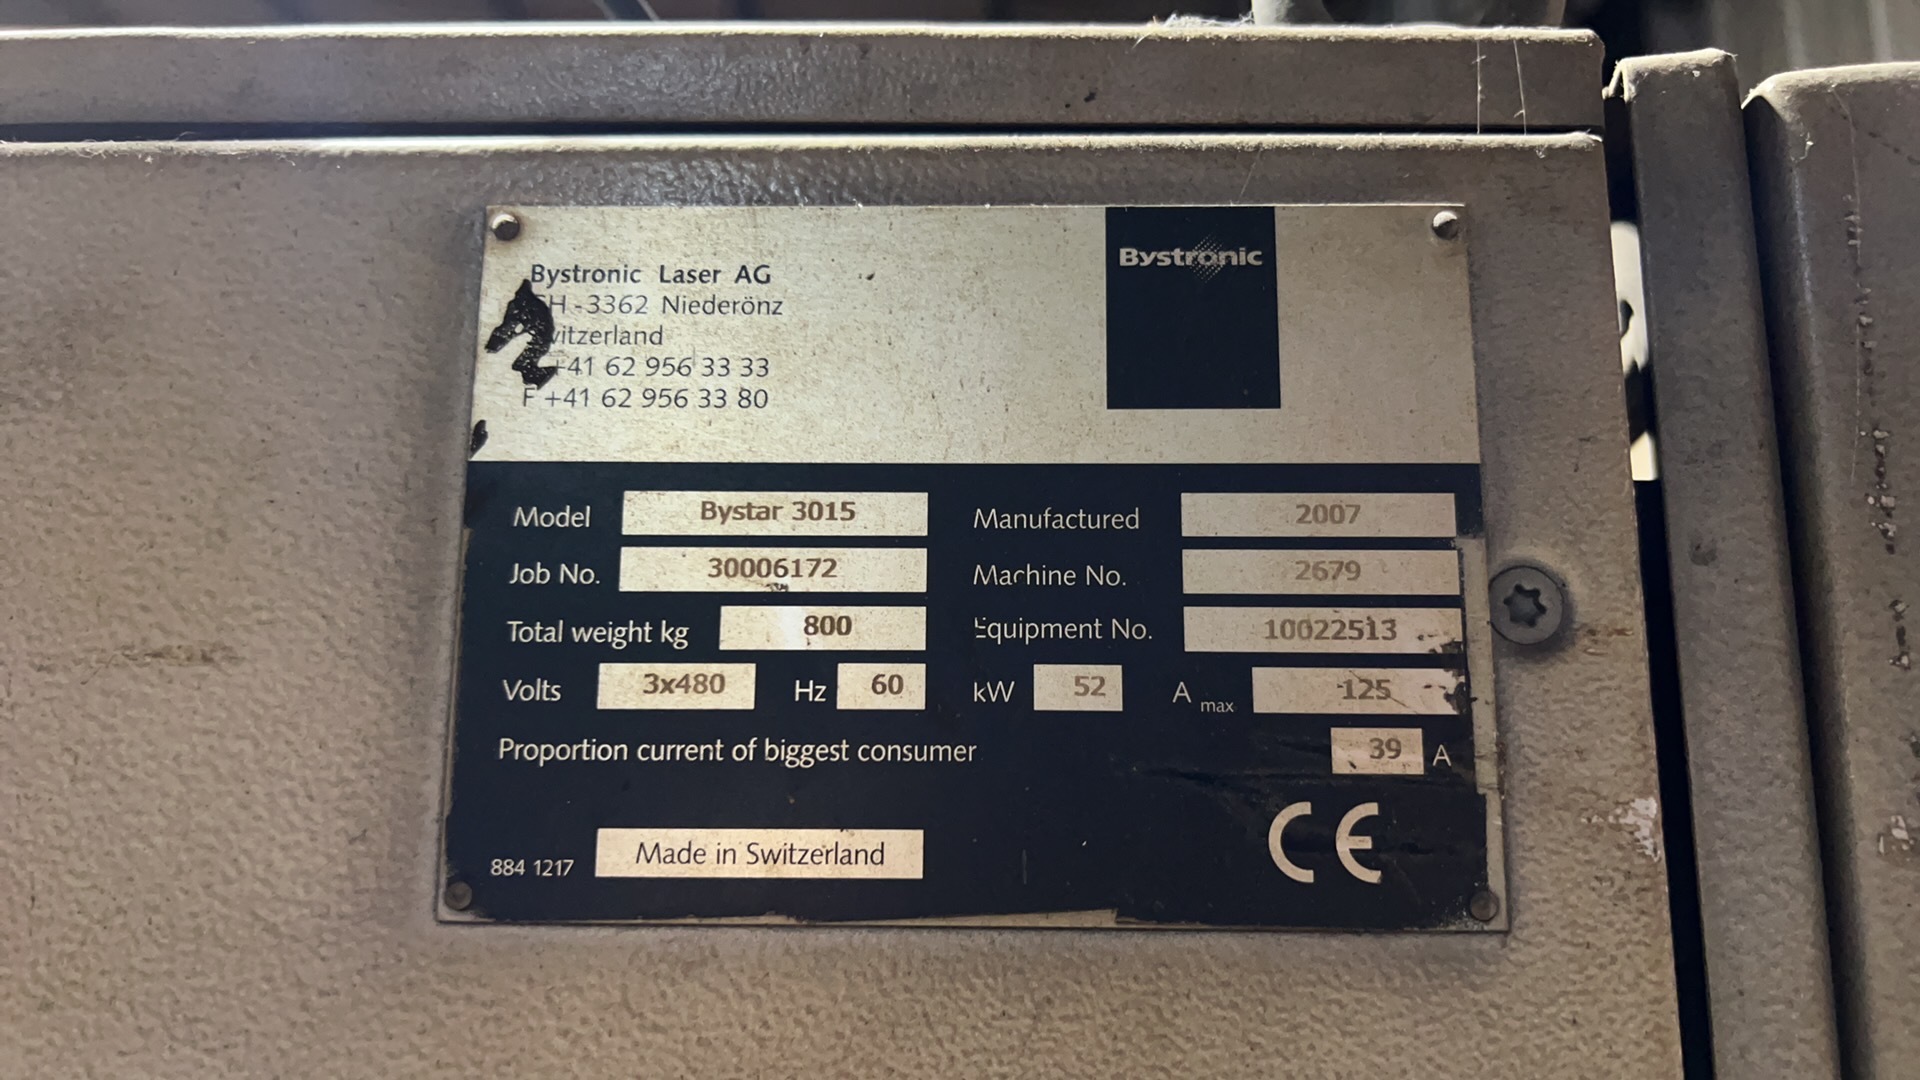 Bystronic Laser AG
CH-3362 Niederönz
Switzerland
+41 62 956 33 33
F +41 62 956 33 80
Bystronic
Model Bystar 3015 Manufactured 2007
Job No. 30006172 Machine No. 2679
Total weight kg 800 Equipment No. 10022513
Volts 3x480 Hz 60 kW 52 A max 125
Proportion current of biggest consumer 39 A
884 1217 Made in Switzerland CE